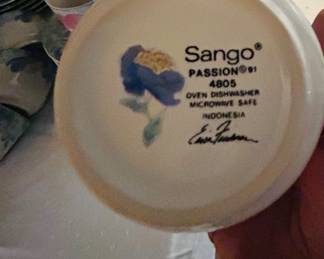 Sango®
PASSION © 91
4805
OVEN DISHWASHER
MICROWAVE SAFE
INDONESIA